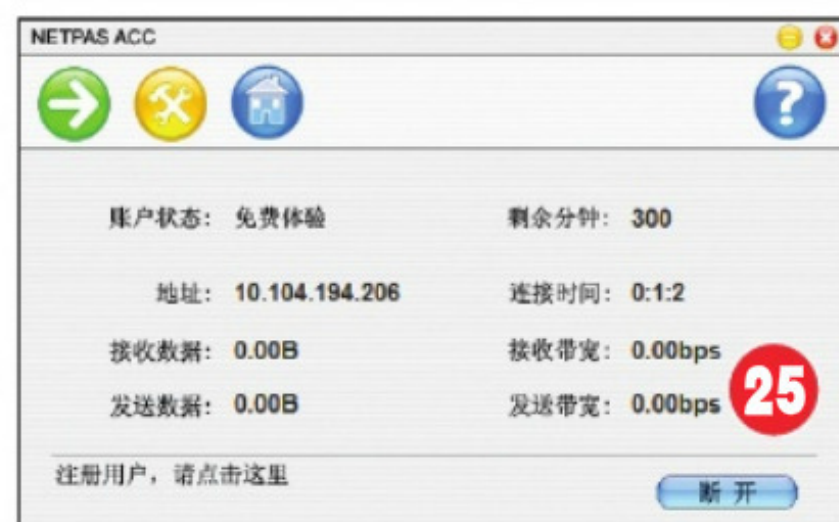 NETPAS ACC
账户状态： 免费体验 剩余分钟： 300
地址： 10.104.194.206 连接时间： 0:1:2
接收数据： 0.00B 接收带宽： 0.00bps
发送数据： 0.00B 发送带宽： 0.00bps
25
注册用户，请点击这里
断 开